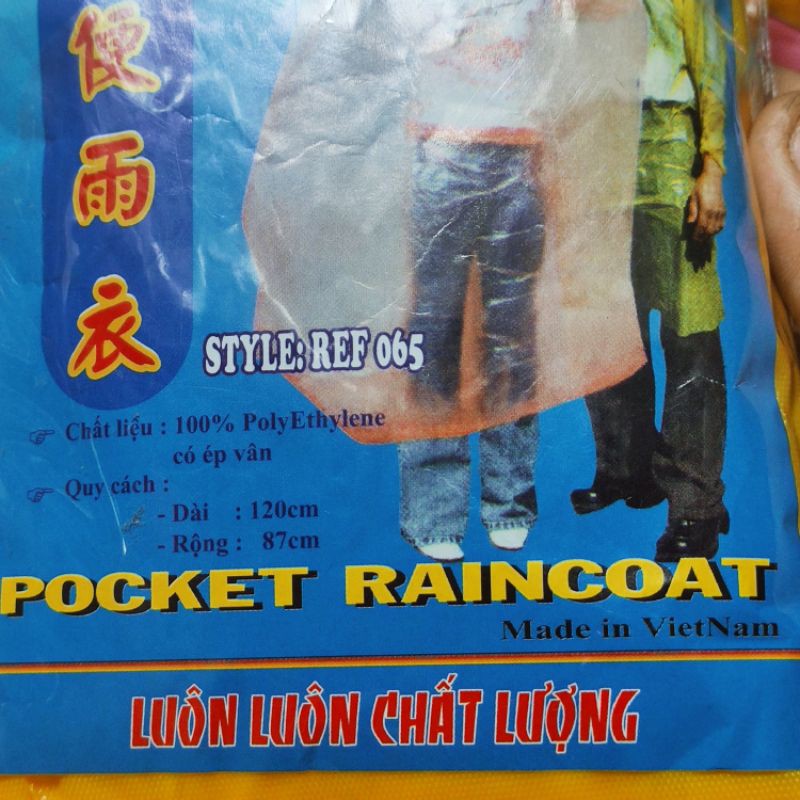 便雨衣
STYLE: REF 065
Chất liệu : 100% PolyEthylene
có ép vân
Quy cách :
- Dài : 120cm
- Rộng : 87cm
POCKET RAINCOAT
Made in VietNam
LUÔN LUÔN CHẤT LƯỢNG